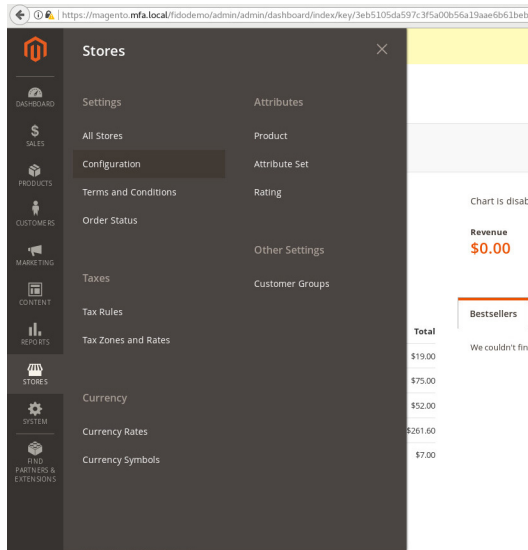 https://magento.mfa.local/fidodemo/admin/admin/dashboard/index/key/3eb5105da597c3f5a00b56a19aae6b61beb
Stores
DASHBOARD
SALES
PRODUCTS
CUSTOMERS
MARKETING
CONTENT
REPORTS
STORES
SYSTEM
FIND
PARTNERS &
EXTENSIONS
Settings
All Stores
Configuration
Terms and Conditions
Order Status
Taxes
Tax Rules
Tax Zones and Rates
Currency
Currency Rates
Currency Symbols
Attributes
Product
Attribute Set
Rating
Other Settings
Customer Groups
Chart is disab
Revenue
$0.00
Bestsellers
We couldn't fin
Total
$19.00
$75.00
$52.00
$261.60
$7.00